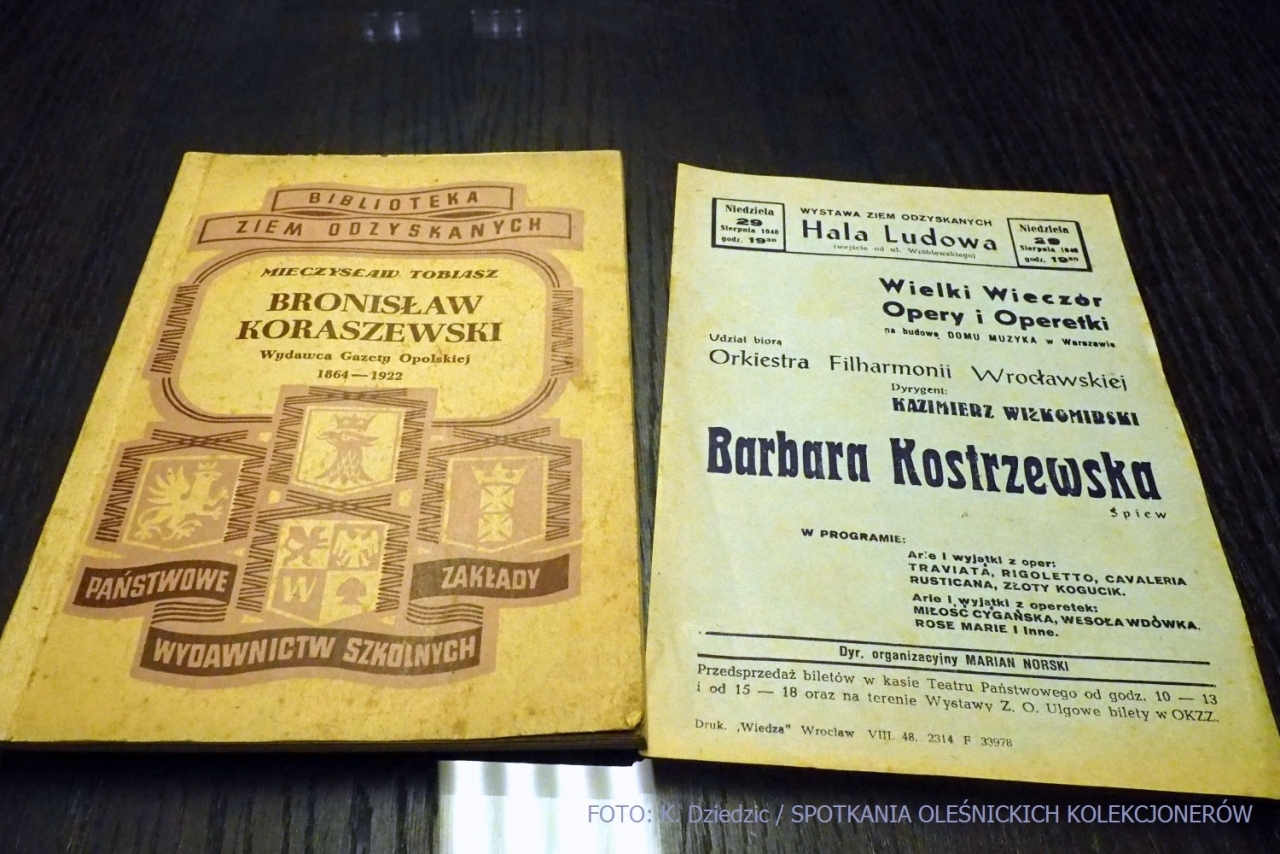 BIBLIOTEKA
ZIEM ODZYSKANYCH
MIECZYSŁAW TOBIASZ
BRONISŁAW
KORASZEWSKI
Wydawca Gazety Opolskiej
1864—1922
W
PAŃSTWOWE
ZAKŁADY
WYDAWNICTW SZKOLNYCH
Niedziela
29
Sierpnia 1948
godz. 19³⁰
WYSTAWA ZIEM ODZYSKANYCH
Hala Ludowa
(wejście od ul. Wróblewskiego)
Niedziela
29
Sierpnia 1948
godz. 19³⁰
Wielki Wieczór
Opery i Operetki
na budowę DOMU MUZYKA w Warszawie
Udział biorą
Orkiestra Filharmonii Wrocławskiej
Dyrygent:
KAZIMIERZ WIŁKOMIRSKI
Barbara Kostrzewska
Śpiew
W PROGRAMIE:
Arie i wyjątki z oper:
TRAVIATA, RIGOLETTO, CAVALERIA
RUSTICANA, ZŁOTY KOGUCIK.
Arie i wyjątki z operetek:
MIŁOŚĆ CYGAŃSKA, WESOŁA WDÓWKA.
ROSE MARIE i Inne.
Dyr. organizacyjny MARIAN NORSKI
Przedsprzedaż biletów w kasie Teatru Państwowego od godz. 10 — 13
i od 15 — 18 oraz na terenie Wystawy Z. O. Ulgowe bilety w OKZZ.
Druk. „Wiedza" Wrocław VIII. 48. 2314 F 33978
FOTO: K. Dziedzic / SPOTKANIA OLEŚNICKICH KOLEKCJONERÓW